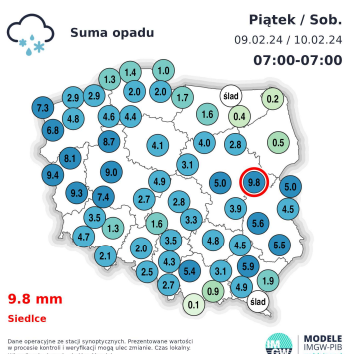 Suma opadu
Piątek / Sob.
09.02.24 / 10.02.24
07:00-07:00
1.3 1.4 1.0
7.3 2.9 2.9 2.0 2.0 1.7 ślad 0.2
6.8 4.8 4.6 4.4 1.6 0.4
8.7 4.1 4.0 2.8 0.5
8.1 3.1
9.4 9.0 4.9 5.0 9.8 5.0
9.3 7.4 2.7 2.8 3.9 4.5
3.5 1.3 1.6 3.3 5.6
4.7 2.0 3.5 4.8 4.5
2.1 4.3
2.5 5.4 3.1 5.9
2.7 0.9 4.9 1.9
0.1 ślad
9.8 mm
Siedlce
Dane operacyjne ze stacji synoptycznych. Prezentowane wartości
w procesie kontroli i weryfikacji mogą ulec zmianie. Czas lokalny.
IM
GW
MODELE
IMGW-PIB